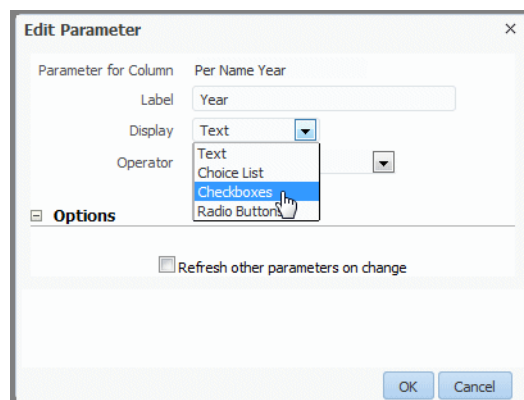 Edit Parameter
Parameter for Column Per Name Year
Label Year
Display Text
Operator
Text
Choice List
Checkboxes
Radio Buttons
Options
Refresh other parameters on change
OK Cancel